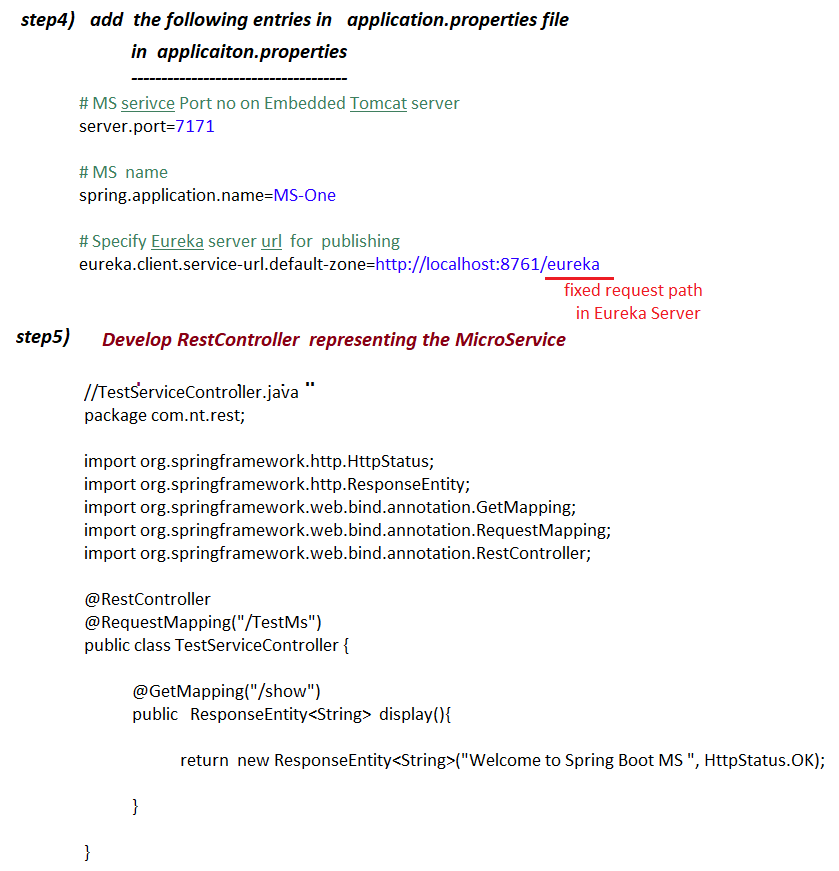 step4) add the following entries in application.properties file
in applicaiton.properties
------------------------------------
# MS serivce Port no on Embedded Tomcat server
server.port=7171
# MS name
spring.application.name=MS-One
# Specify Eureka server url for publishing
eureka.client.service-url.default-zone=http://localhost:8761/eureka
fixed request path
in Eureka Server
step5) Develop RestController representing the MicroService
//TestServiceController.java "
package com.nt.rest;
import org.springframework.http.HttpStatus;
import org.springframework.http.ResponseEntity;
import org.springframework.web.bind.annotation.GetMapping;
import org.springframework.web.bind.annotation.RequestMapping;
import org.springframework.web.bind.annotation.RestController;
@RestController
@RequestMapping("/TestMs")
public class TestServiceController {
@GetMapping("/show")
public ResponseEntity<String> display(){
return new ResponseEntity<String>("Welcome to Spring Boot MS ", HttpStatus.OK);
}
}